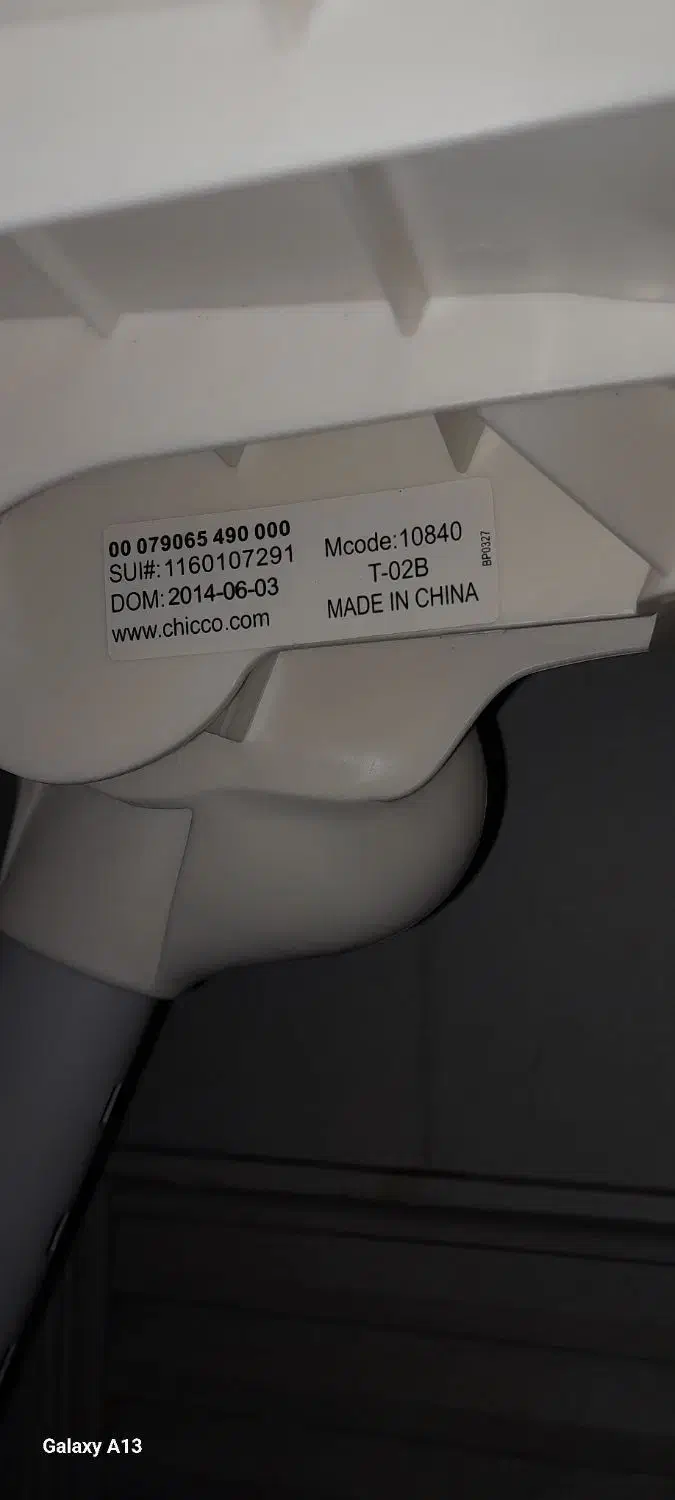 00 079065 490 000
SUI#:1160107291
DOM: 2014-06-03
www.chicco.com
Mcode:10840
T-02B
MADE IN CHINA
BP0327
Galaxy A13